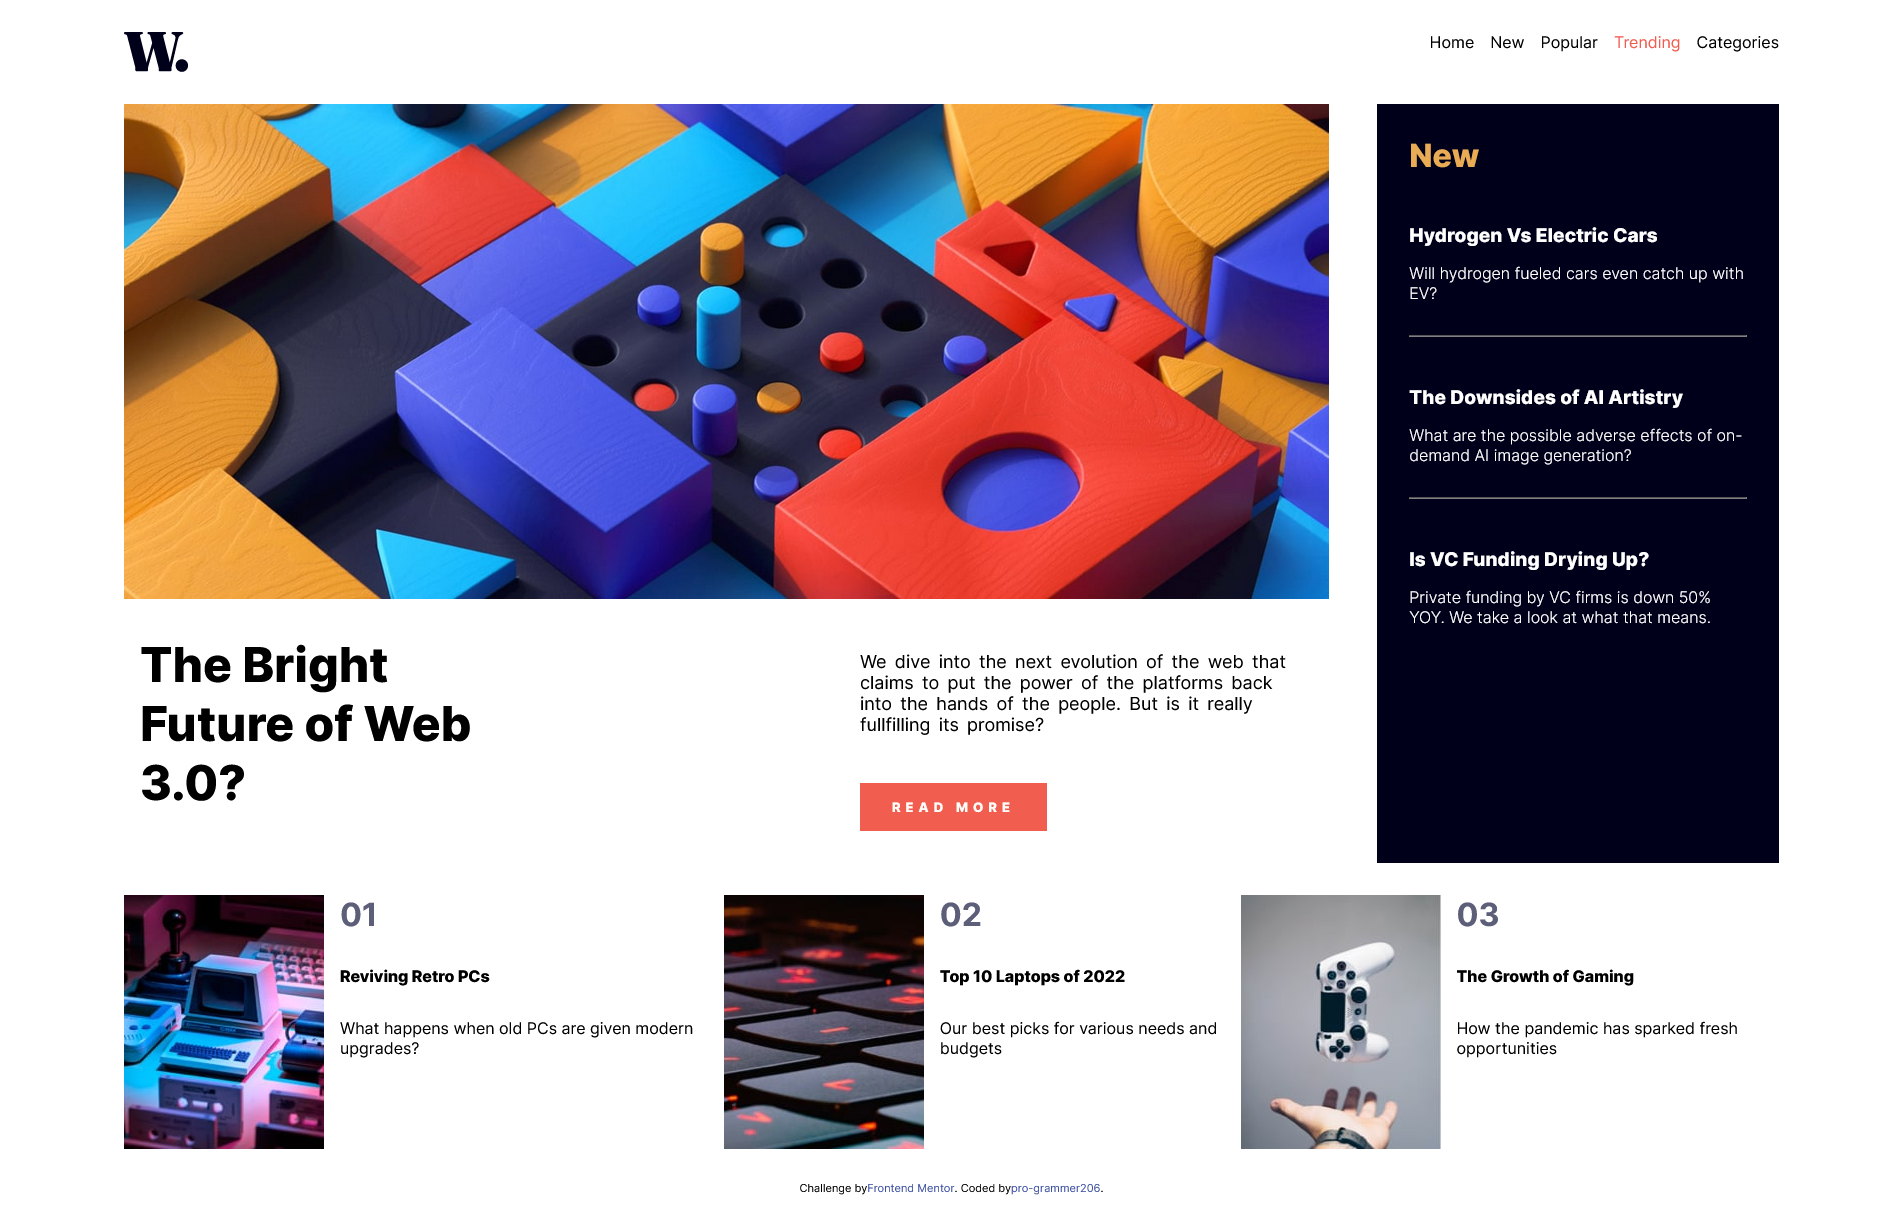 W.
Home New Popular Trending Categories
New
Hydrogen Vs Electric Cars
Will hydrogen fueled cars even catch up with
EV?
The Downsides of AI Artistry
What are the possible adverse effects of on-
demand AI image generation?
Is VC Funding Drying Up?
Private funding by VC firms is down 50%
YOY. We take a look at what that means.
The Bright
Future of Web
3.0?
We dive into the next evolution of the web that
claims to put the power of the platforms back
into the hands of the people. But is it really
fullfilling its promise?
READ MORE
01
Reviving Retro PCs
What happens when old PCs are given modern
upgrades?
02
Top 10 Laptops of 2022
Our best picks for various needs and
budgets
03
The Growth of Gaming
How the pandemic has sparked fresh
opportunities
Challenge byFrontend Mentor. Coded bypro-grammer206.